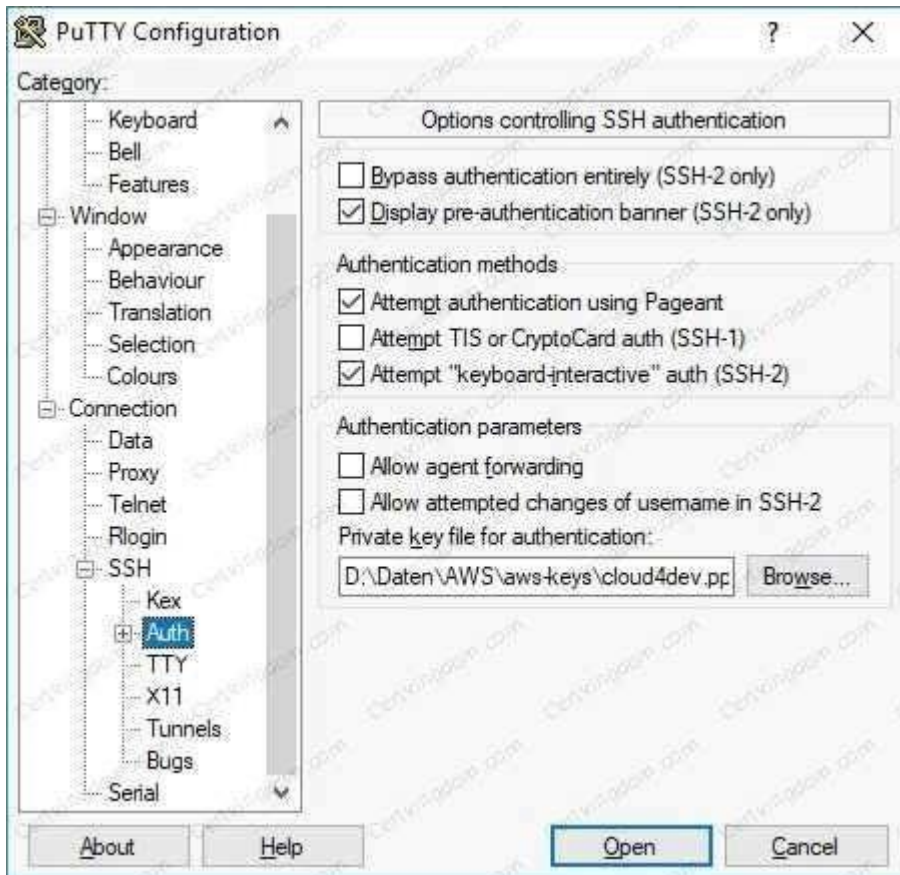 PuTTY Configuration
?
Category:
Keyboard
Bell
Features
Window
Appearance
Behaviour
Translation
Selection
Colours
Connection
Data
Proxy
Telnet
Rlogin
SSH
Kex
Auth
TTY
X11
Tunnels
Bugs
Serial
Options controlling SSH authentication
Bypass authentication entirely (SSH-2 only)
Display pre-authentication banner (SSH-2 only)
Authentication methods
Attempt authentication using Pageant
Attempt TIS or CryptoCard auth (SSH-1)
Attempt "keyboard-interactive" auth (SSH-2)
Authentication parameters
Allow agent forwarding
Allow attempted changes of username in SSH-2
Private key file for authentication:
D:\Daten\AWS\aws-keys\cloud4dev.pp
Browse...
About
Help
Open
Cancel